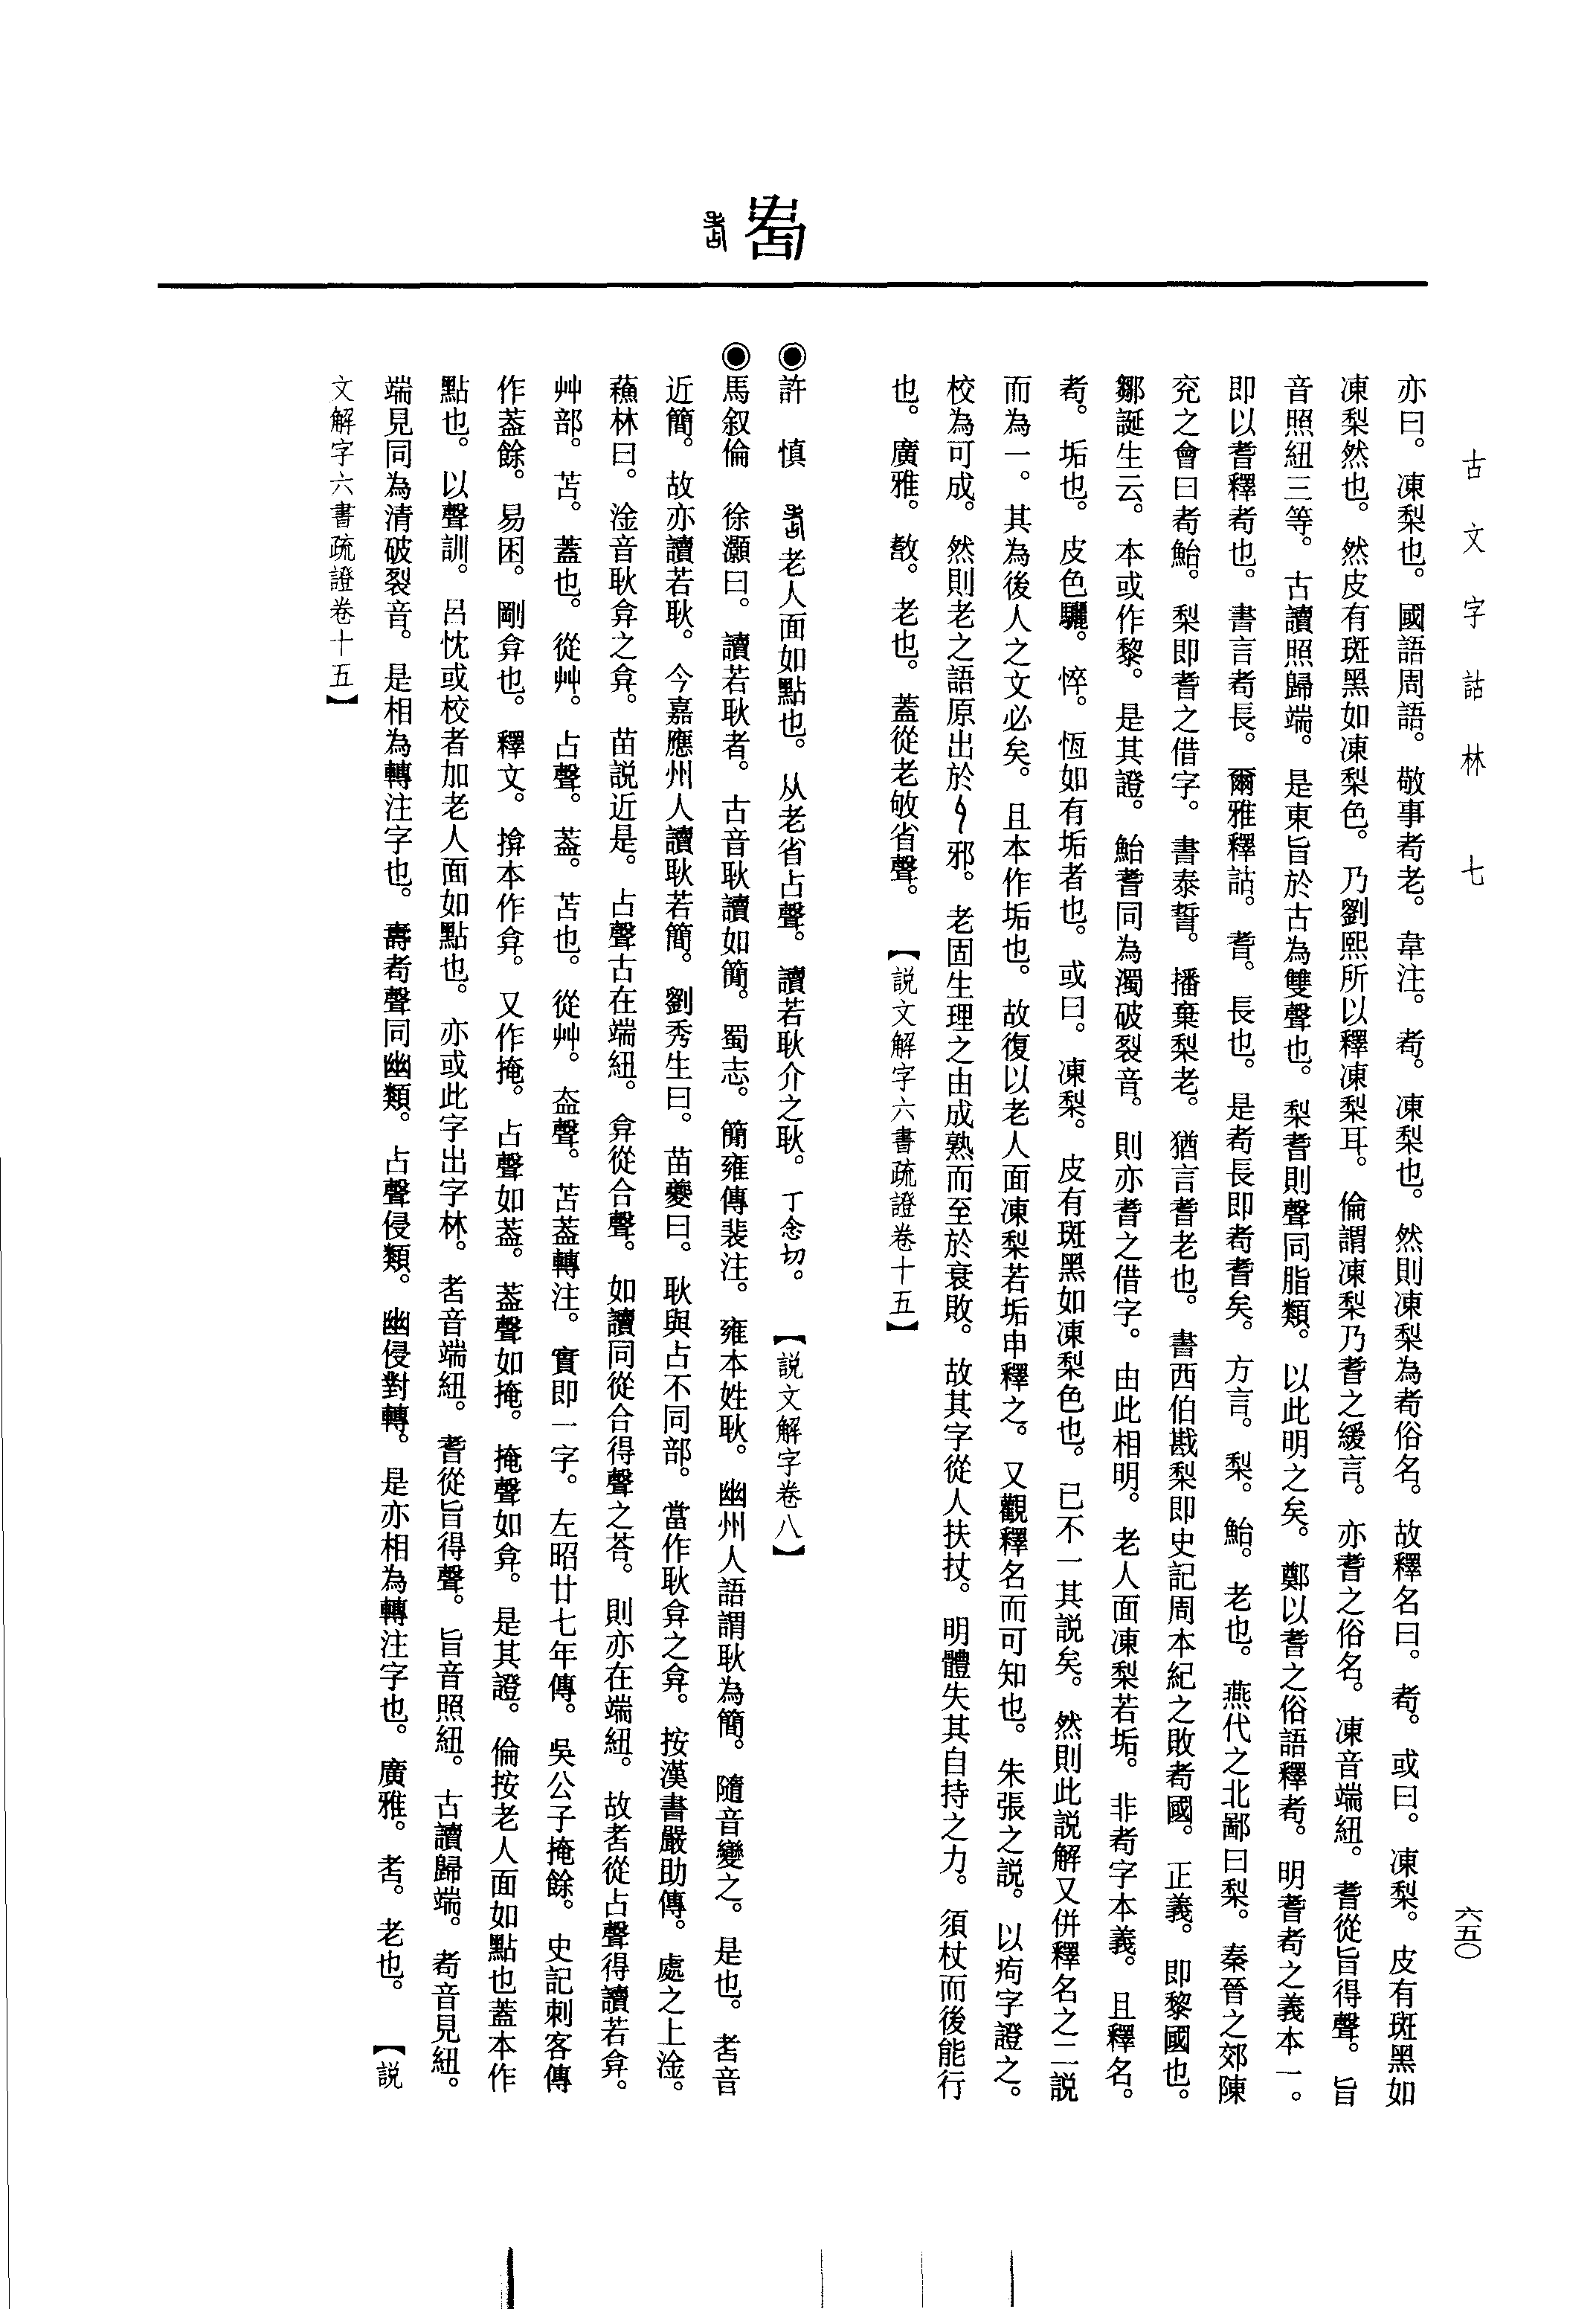 古文字詁林 七
六五〇
亦曰。凍梨也。國語周語。敬事耇老。韋注。耇。凍梨也。然則凍梨為耇俗名。故釋名曰。耇。或曰。凍梨。皮有斑黑如
凍梨然也。然皮有斑黑如凍梨色。乃劉熙所以釋凍梨耳。倫謂凍梨乃耆之緩言。亦耆之俗名。凍音端紐。耆從旨得聲。旨
音照紐三等。古讀照歸端。是東旨於古為雙聲也。梨耆則聲同脂類。以此明之矣。鄭以耆之俗語釋耇。明耆耇之義本一。
即以耆釋耇也。書言耇長。爾雅釋詁。耆。長也。是耇長即耇耆矣。方言。梨。鮐。老也。燕代之北鄙曰梨。秦晉之郊陳
兗之會曰耇鮐。梨即耆之借字。書泰誓。播棄梨老。猶言耆老也。書西伯戡梨即史記周本紀之敗耆國。正義。即黎國也。
鄒誕生云。本或作黎。是其證。鮐耆同為濁破裂音。則亦耆之借字。由此相明。老人面凍梨若垢。非耇字本義。且釋名。
耇。垢也。皮色驪。悴。恆如有垢者也。或曰。凍梨。皮有斑黑如凍梨色也。已不一其説矣。然則此説解又併釋名之二説
而為一。其為後人之文必矣。且本作垢也。故復以老人面凍梨若垢申釋之。又觀釋名而可知也。朱張之説。以痀字證之。
校為可成。然則老之語原出於邪。老固生理之由成熟而至於衰敗。故其字從人扶杖。明體失其自持之力。須杖而後能行
也。廣雅。㪣。老也。蓋從老攼省聲。 【説文解字六書疏證卷十五】
◉許 慎 老人面如點也。从老省占聲。讀若耿介之耿。丁念切。 【説文解字卷八】
◉馬叙倫 徐灝曰。讀若耿者。古音耿讀如簡。蜀志。簡雍傳裴注。雍本姓耿。幽州人語謂耿為簡。隨音變之。是也。𦒻音
近簡。故亦讀若耿。今嘉應州人讀耿若簡。劉秀生曰。苗夔曰。耿與占不同部。當作耿弇之弇。按漢書嚴助傳。處之上淦。
蘓林曰。淦音耿弇之弇。苗説近是。占聲古在端紐。弇從合聲。如讀同從合得聲之荅。則亦在端紐。故𦒻從占聲得讀若弇。
艸部。苫。蓋也。從艸。占聲。葢。苫也。從艸。盇聲。苫葢轉注。實即一字。左昭廿七年傳。吳公子掩餘。史記刺客傳
作葢餘。易困。剛弇也。釋文。揜本作弇。又作掩。占聲如葢。葢聲如掩。掩聲如弇。是其證。倫按老人面如點也蓋本作
點也。以聲訓。呂忱或校者加老人面如點也。亦或此字出字林。𦒻音端紐。耆從旨得聲。旨音照紐。古讀歸端。耇音見紐。
端見同為清破裂音。是相為轉注字也。壽耇聲同幽類。占聲侵類。幽侵對轉。是亦相為轉注字也。廣雅。𦒻。老也。 【説
文解字六書疏證卷十五】